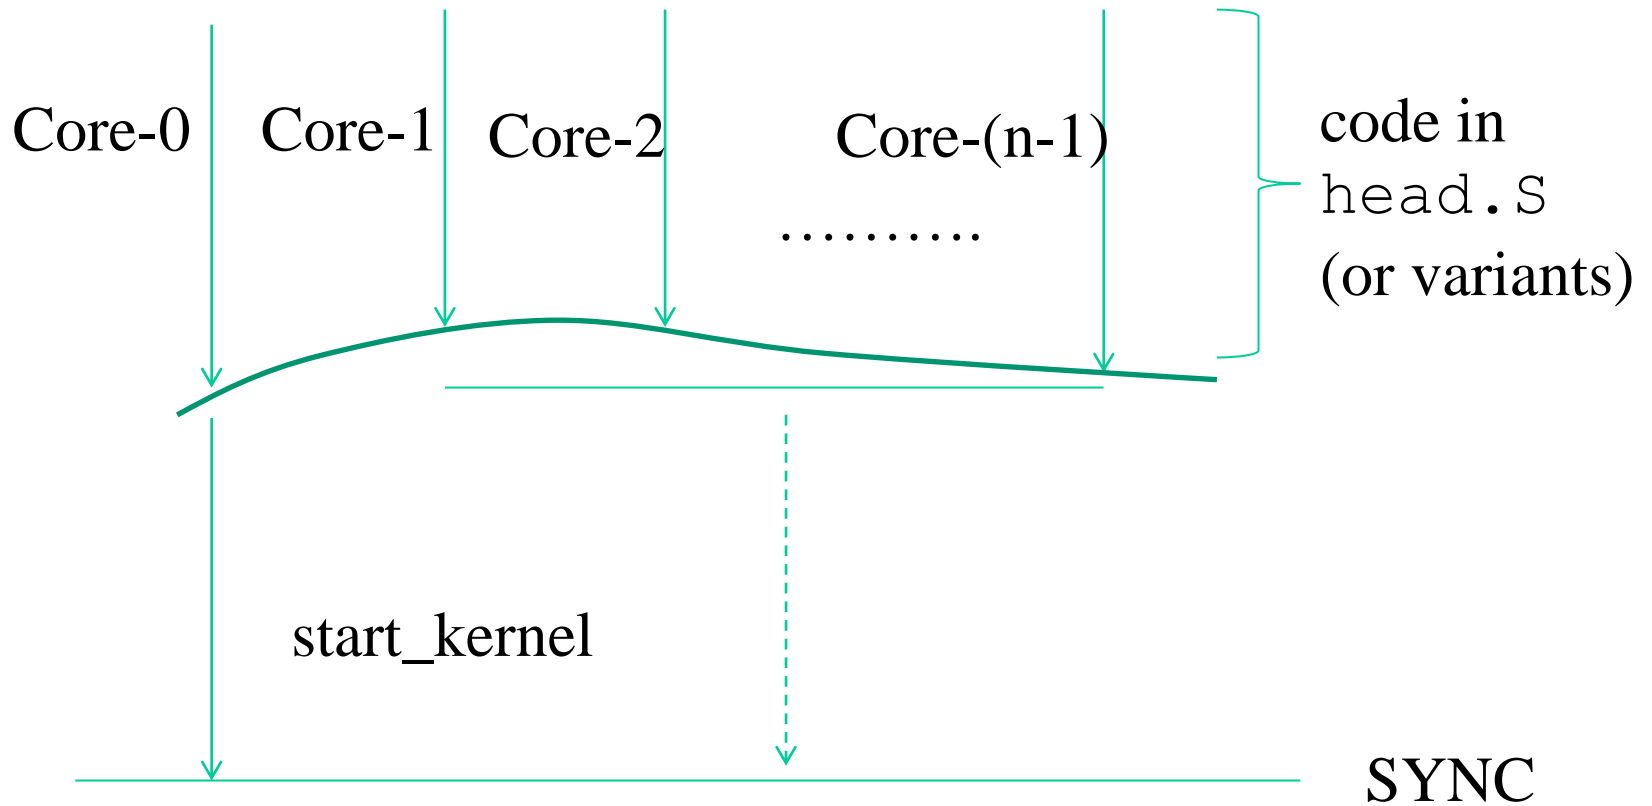 Core-0
Core-1
Core-2
Core-(n-1)
……….
code in
head.S
(or variants)
start_kernel
SYNC